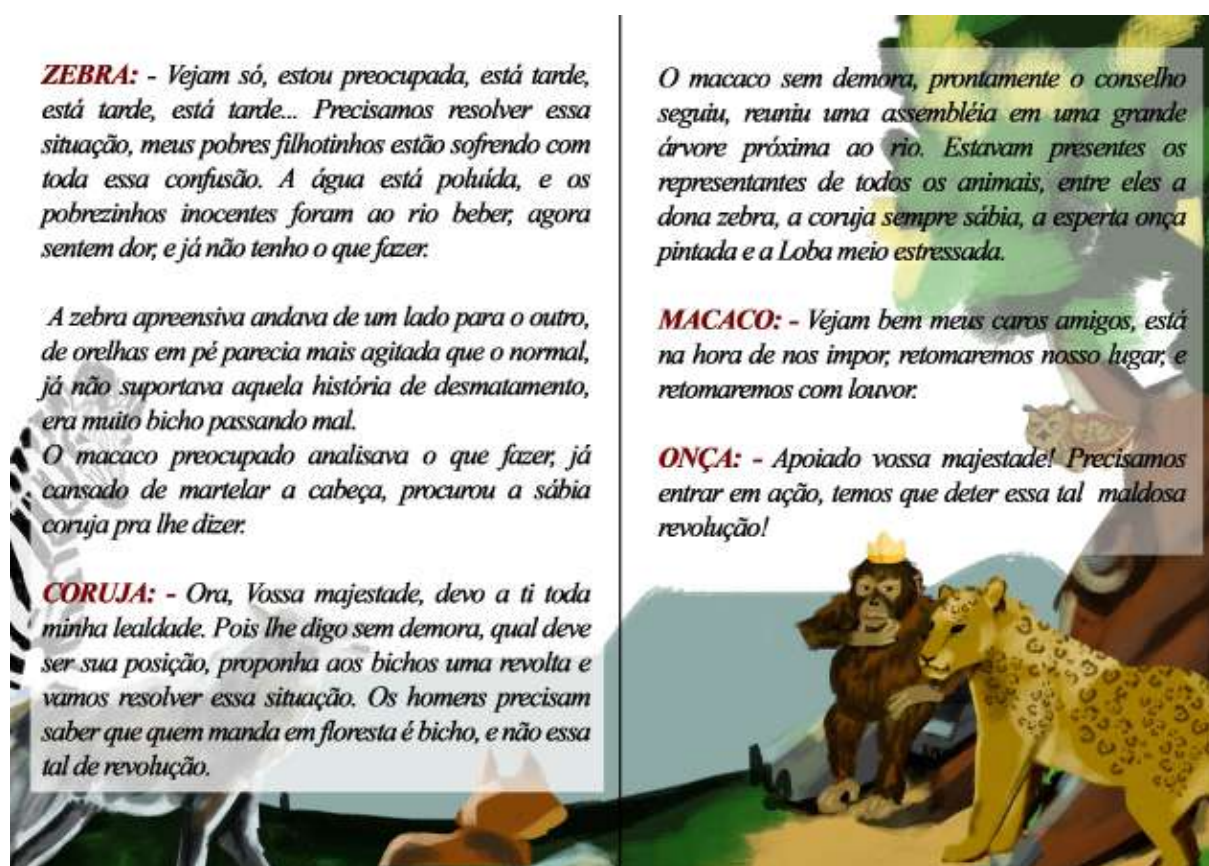 ZEBRA: - Vejam só, estou preocupada, está tarde,
está tarde, está tarde... Precisamos resolver essa
situação, meus pobres filhotinhos estão sofrendo com
toda essa confusão. A água está poluída, e os
pobrezinhos inocentes foram ao rio beber, agora
sentem dor, e já não tenho o que fazer.
A zebra apreensiva andava de um lado para o outro,
de orelhas em pé parecia mais agitada que o normal,
já não suportava aquela história de desmatamento,
era muito bicho passando mal.
O macaco preocupado analisava o que fazer, já
cansado de martelar a cabeça, procurou a sábia
coruja pra lhe dizer.
CORUJA: - Ora, Vossa majestade, devo a ti toda
minha lealdade. Pois lhe digo sem demora, qual deve
ser sua posição, proponha aos bichos uma revolta e
vamos resolver essa situação. Os homens precisam
saber que quem manda em floresta é bicho, e não essa
tal de revolução.
O macaco sem demora, prontamente o conselho
seguiu, reuniu uma assembléia em uma grande
árvore próxima ao rio. Estavam presentes os
representantes de todos os animais, entre eles a
dona zebra, a coruja sempre sábia, a esperta onça
pintada e a Loba meio estressada.
MACACO: - Vejam bem meus caros amigos, está
na hora de nos impor, retomaremos nosso lugar, e
retomaremos com louvor.
ONÇA: - Apoiado vossa majestade! Precisamos
entrar em ação, temos que deter essa tal maldosa
revolução!